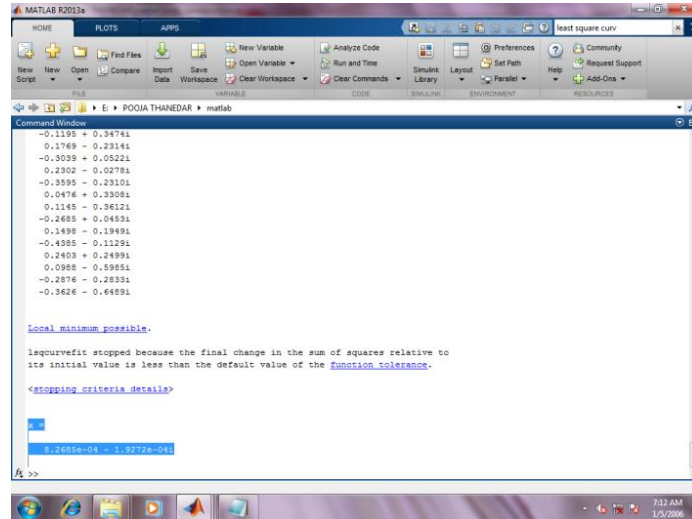 MATLAB R2013a
HOME PLOTS APPS
least square curv
New Script
New
Open
Find Files
Compare
Import Data
Save Workspace
New Variable
Open Variable
Clear Workspace
Analyze Code
Run and Time
Clear Commands
Simulink Library
Layout
Preferences
Set Path
Parallel
Help
Community
Request Support
Add-Ons
FILE VARIABLE CODE SIMULINK ENVIRONMENT RESOURCES
E: POOJA THANEDAR matlab
Command Window
-0.1195 + 0.3474i
0.1769 - 0.2314i
-0.3039 + 0.0522i
0.2302 - 0.0278i
-0.3595 - 0.2310i
0.0476 + 0.3308i
0.1145 - 0.3612i
-0.2685 + 0.0453i
0.1498 - 0.1949i
-0.4385 - 0.1129i
0.2403 + 0.2499i
0.0988 - 0.5985i
-0.2876 - 0.2833i
-0.3626 - 0.6489i
Local minimum possible.
lsqcurvefit stopped because the final change in the sum of squares relative to
its initial value is less than the default value of the function tolerance.
<stopping criteria details>
x =
8.2685e-04 - 1.9272e-04i
fx >>
7:12 AM
1/5/2006